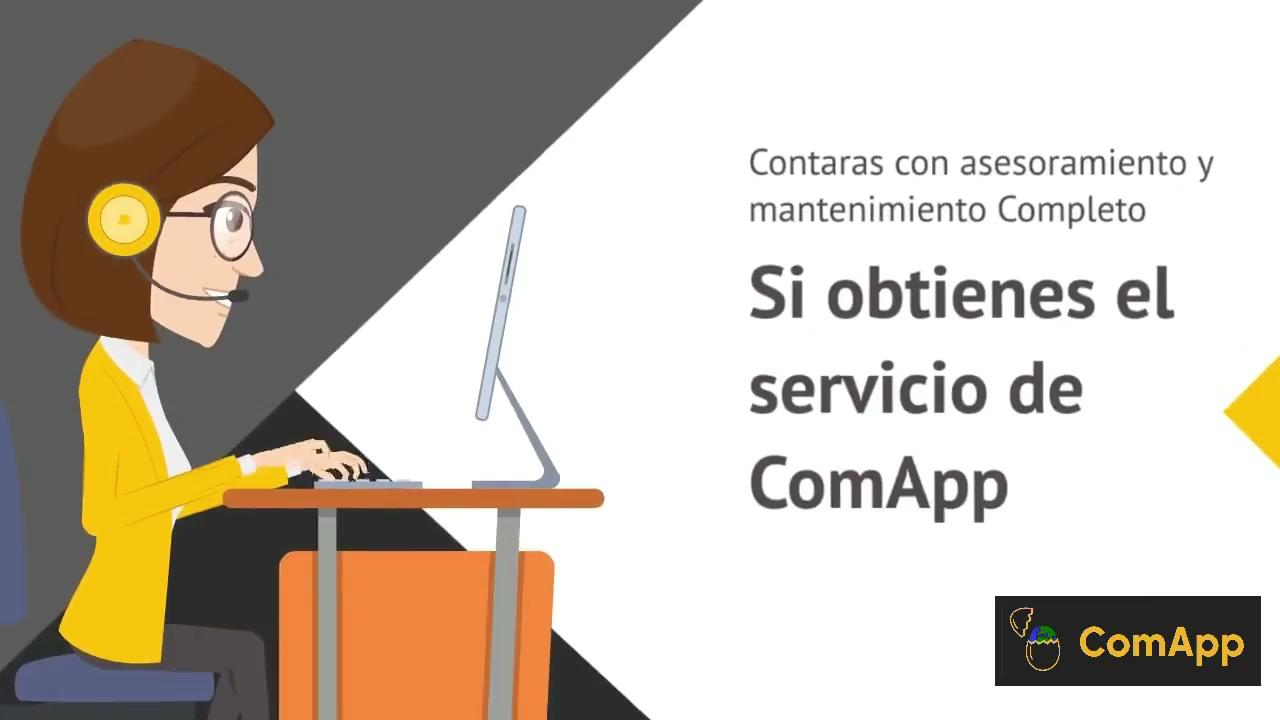 Contaras con asesoramiento y
mantenimiento Completo
Si obtienes el
servicio de
ComApp
ComApp